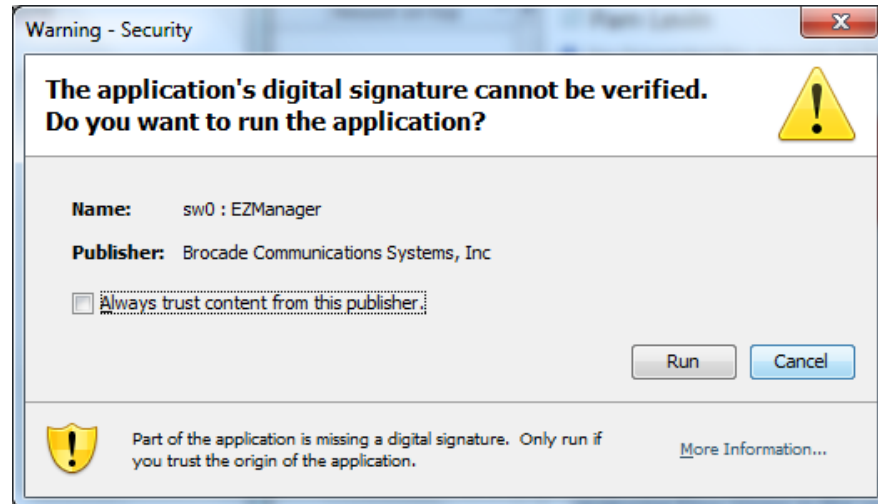 Warning - Security
The application's digital signature cannot be verified.
Do you want to run the application?
Name: sw0 : EZManager
Publisher: Brocade Communications Systems, Inc
Always trust content from this publisher.
Run Cancel
Part of the application is missing a digital signature. Only run if
you trust the origin of the application.
More Information...